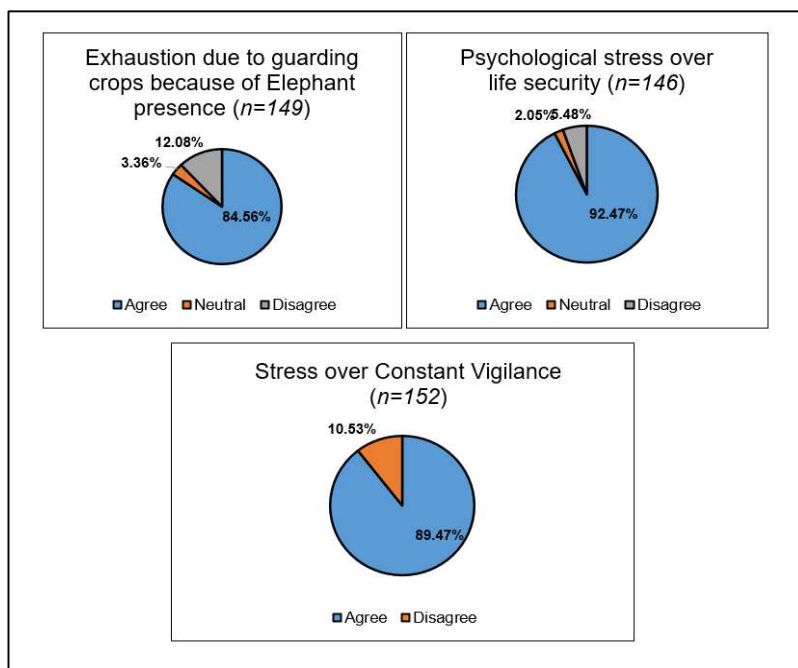 Exhaustion due to guarding
crops because of Elephant
presence (n=149)
12.08%
3.36%
84.56%
Agree Neutral Disagree
Psychological stress over
life security (n=146)
2.05% 5.48%
92.47%
Agree Neutral Disagree
Stress over Constant Vigilance
(n=152)
10.53%
89.47%
Agree Disagree